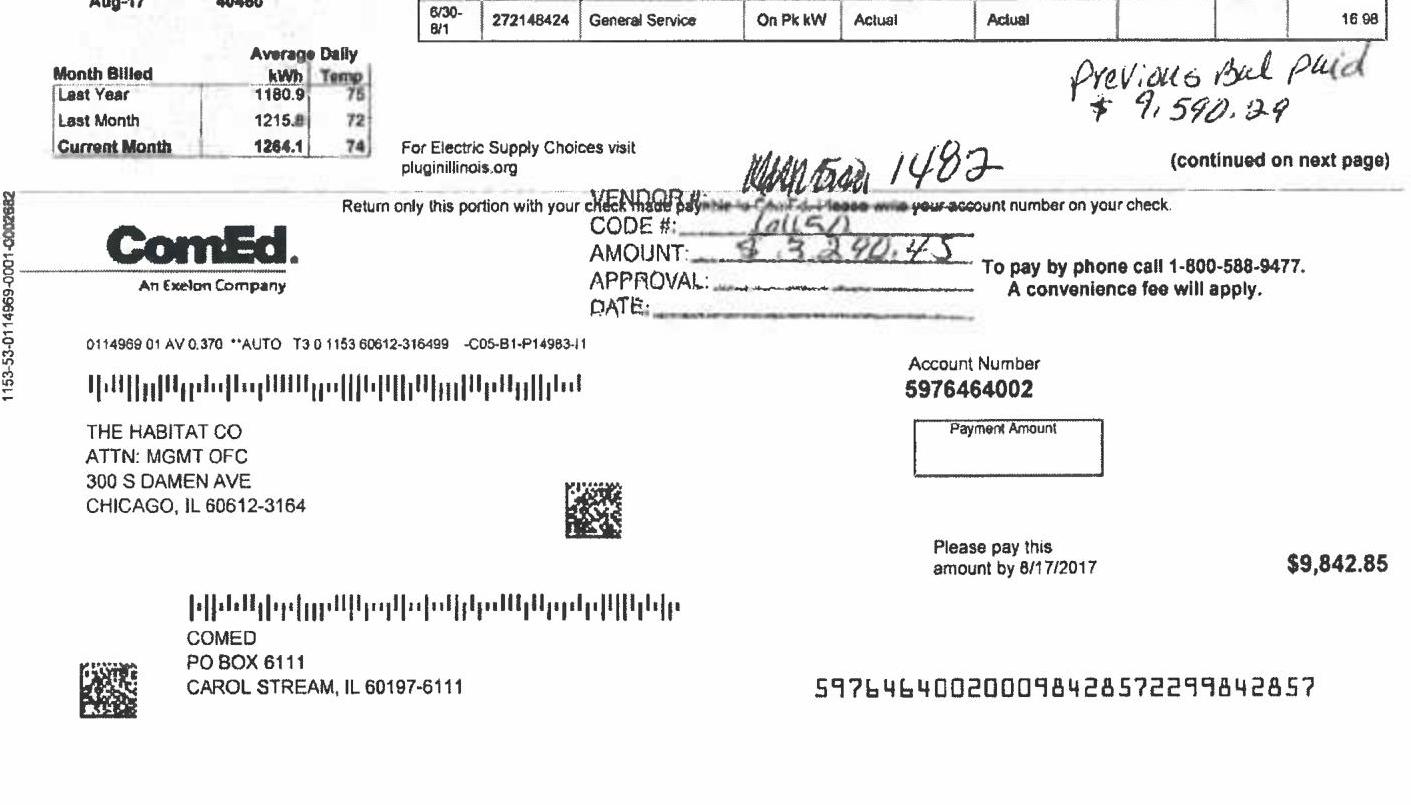 Aug-17 40460
6/30-8/1 272148424 General Service On Pk kW Actual Actual 16.98
Average Daily
Month Billed kWh Temp
Last Year 1180.9 75
Last Month 1215.8 72
Current Month 1264.1 74
Previous Bal paid
$ 9,590.29
For Electric Supply Choices visit
pluginillinois.org
(continued on next page)
1482
VENDOR #:
Return only this portion with your check made payable to ComEd. Please write your account number on your check.
CODE #:
AMOUNT: $ 3,290.45
APPROVAL:
DATE:
ComEd.
An Exelon Company
To pay by phone call 1-800-588-9477.
A convenience fee will apply.
1153-53-0114969-0001-0002682
0114969 01 AV 0.370 **AUTO T3 0 1153 60612-316499 -C05-B1-P14983-I1
Account Number
5976464002
Payment Amount
THE HABITAT CO
ATTN: MGMT OFC
300 S DAMEN AVE
CHICAGO, IL 60612-3164
Please pay this
amount by 8/17/2017 $9,842.85
COMED
PO BOX 6111
CAROL STREAM, IL 60197-6111
597646400200098428572299842857